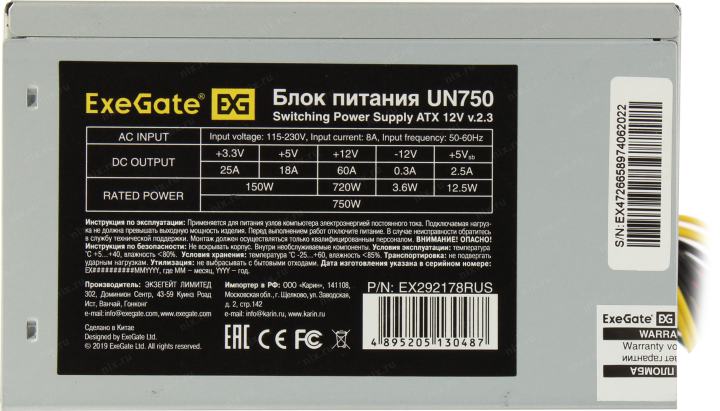 ExeGate® EG Блок питания UN750
Switching Power Supply ATX 12V v.2.3
AC INPUT Input voltage: 115-230V, Input current: 8A, Input frequency: 50-60Hz
DC OUTPUT +3.3V +5V +12V -12V +5Vsb
25A 18A 60A 0.3A 2.5A
RATED POWER 150W 720W 3.6W 12.5W
750W
Инструкция по эксплуатации: Применяется для питания узлов компьютера электроэнергией постоянного тока. Подключаемая нагруз-
ка не должна превышать выходную мощность изделия. Перед выполнением работ отключите питание. В случае неисправности обратитесь
в службу технической поддержки. Монтаж должен осуществляться только квалифицированным персоналом. ВНИМАНИЕ! ОПАСНО!
Инструкция по безопасности: Не вскрывать корпус. Внутри необслуживаемые компоненты. Условия эксплуатации: температура
°С +5...+40, влажность <80%. Условия хранения: температура °С -25...+60, влажность <85%. Транспортировка: не подвергать
ударным нагрузкам. Утилизация: не выбрасывать с бытовыми отходами. Дата изготовления указана в серийном номере:
EX##########MMYYYY, где MM – месяц, YYYY – год.
Производитель: ЭКЗЕГЕЙТ ЛИМИТЕД
302, Доминион Сентр, 43-59 Куинз Роад
Ист, Ванчай, Гонконг
e-mail: info@exegate.com, www.exegate.com
Сделано в Китае
Designed by ExeGate Ltd.
© 2019 ExeGate Ltd. All rights reserved.
Импортер в РФ: ООО «Карин», 141108,
Московская обл., г. Щелково, ул. Заводская,
д. 2, стр. 142
e-mail: info@karin.ru, www.karin.ru
EAC CE
P/N: EX292178RUS
4 895205 130487
S/N: EX4726658974062022
ExeGate EG
WARRA
Warranty vo
ает гарантии
ПЛОМБА